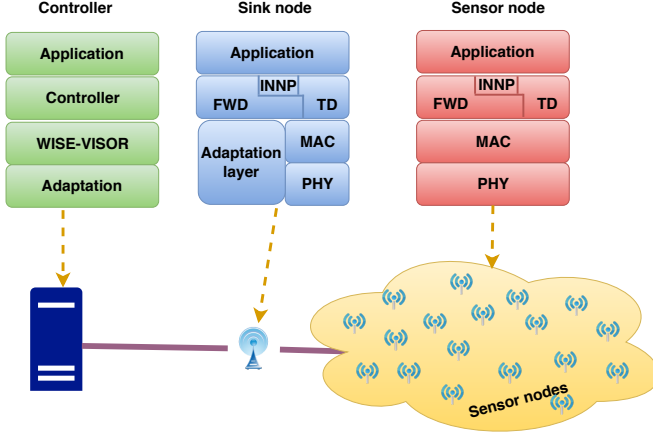 Controller
Application
Controller
WISE-VISOR
Adaptation
Sink node
Application
INNP
FWD
TD
Adaptation
layer
MAC
PHY
Sensor node
Application
INNP
FWD
TD
MAC
PHY
Sensor nodes